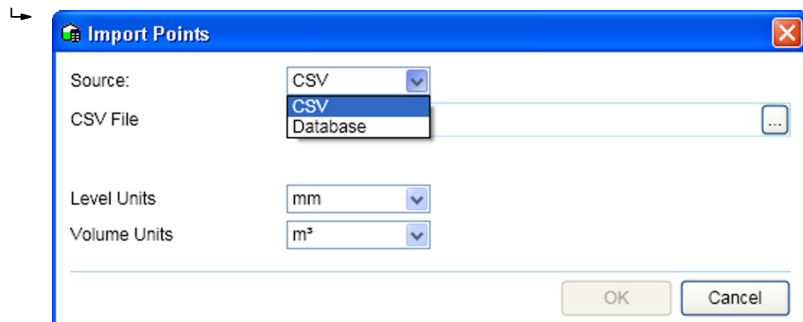 Import Points
Source: CSV
CSV
Database
CSV File ...
Level Units mm
Volume Units m³
OK Cancel